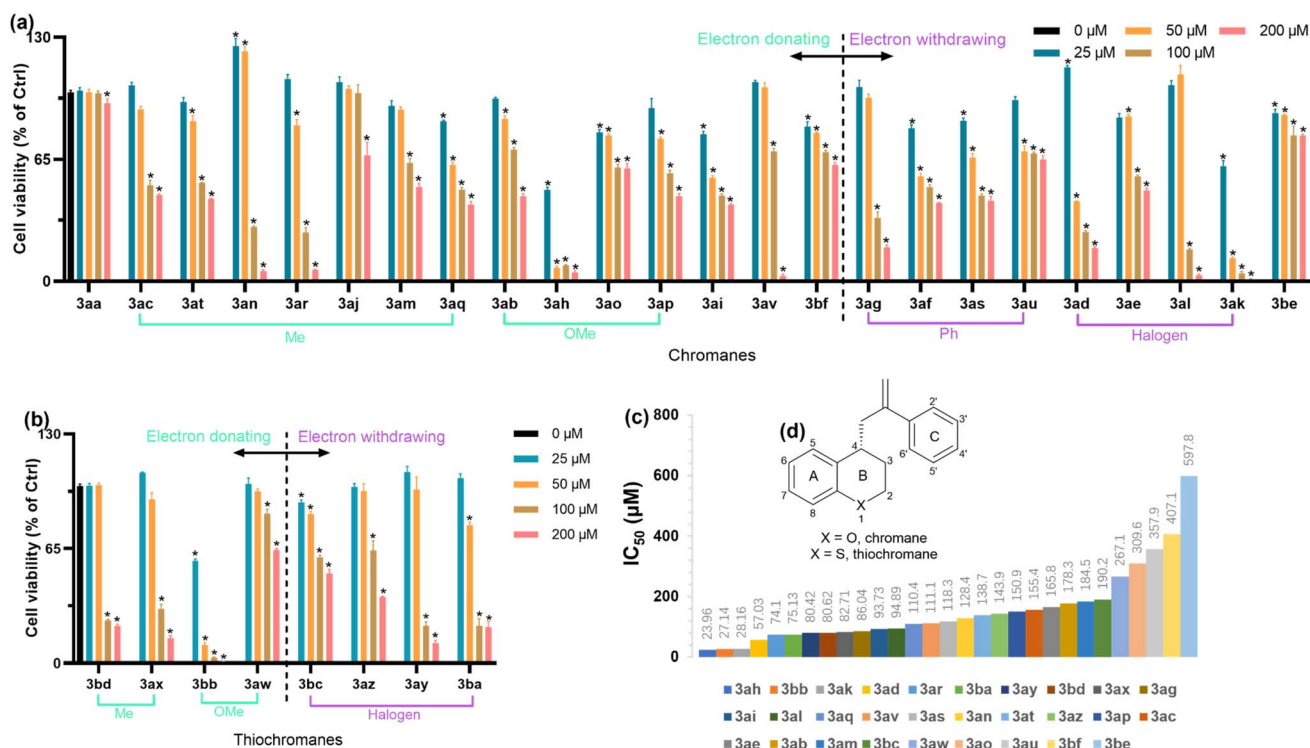 (a)
130
65
0
Cell viability (% of Ctrl)
Electron donating
Electron withdrawing
0 µM
50 µM
200 µM
25 µM
100 µM
3aa 3ac 3at 3an 3ar 3aj 3am 3aq 3ab 3ah 3ao 3ap 3ai 3av 3bf 3ag 3af 3as 3au 3ad 3ae 3al 3ak 3be
Me
OMe
Ph
Halogen
Chromanes
(b)
130
65
0
Cell viability (% of Ctrl)
Electron donating
Electron withdrawing
0 µM
25 µM
50 µM
100 µM
200 µM
3bd 3ax 3bb 3aw 3bc 3az 3ay 3ba
Me
OMe
Halogen
Thiochromanes
(c)
800
600
400
200
0
IC50 (µM)
23.96 27.14 28.16 57.03 74.1 75.13 80.42 80.62 82.71 86.04 93.73 94.89 110.4 111.1 118.3 128.4 138.7 143.9 150.9 155.4 165.8 178.3 184.5 190.2 267.1 309.6 357.9 407.1 597.8
3ah 3bb 3ak 3ad 3ar 3ba 3ay 3bd 3ax 3ag
3ai 3al 3aq 3av 3as 3an 3at 3az 3ap 3ac
3ae 3ab 3am 3bc 3aw 3ao 3au 3bf 3be
(d)
2'
3'
C
4'
5'
6'
4
3
5
6
A
B
7
8
2
X
1
X = O, chromane
X = S, thiochromane